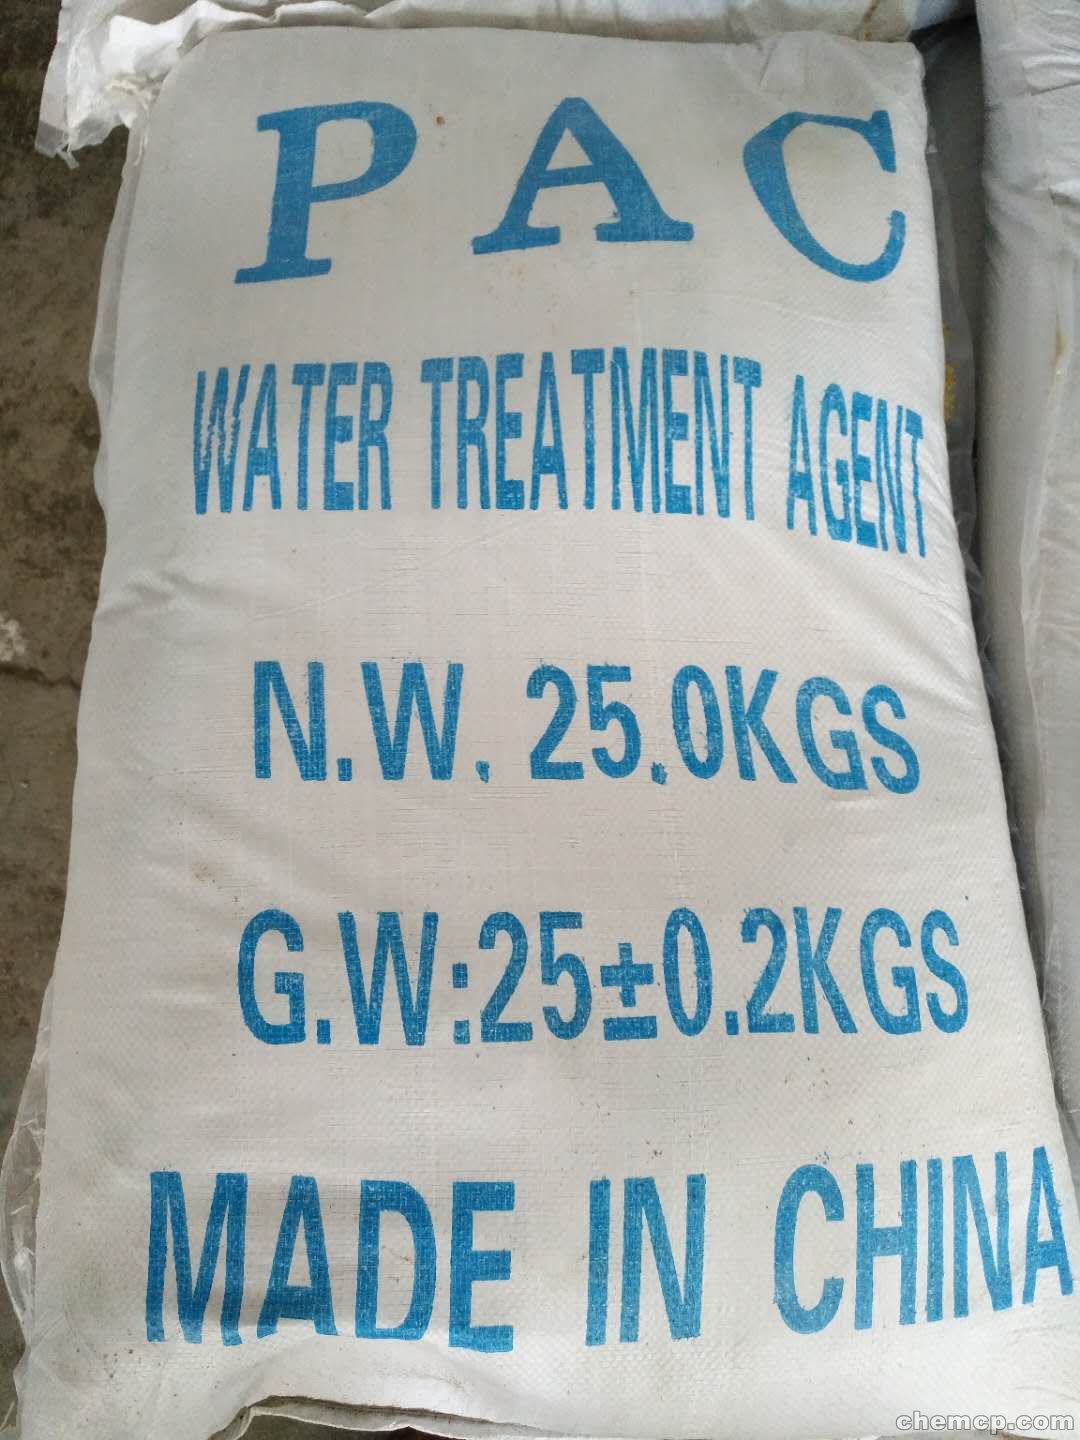 PAC
WATER TREATMENT AGENT
N.W. 25.0KGS
G.W:25±0.2KGS
MADE IN CHINA
chemcp.com